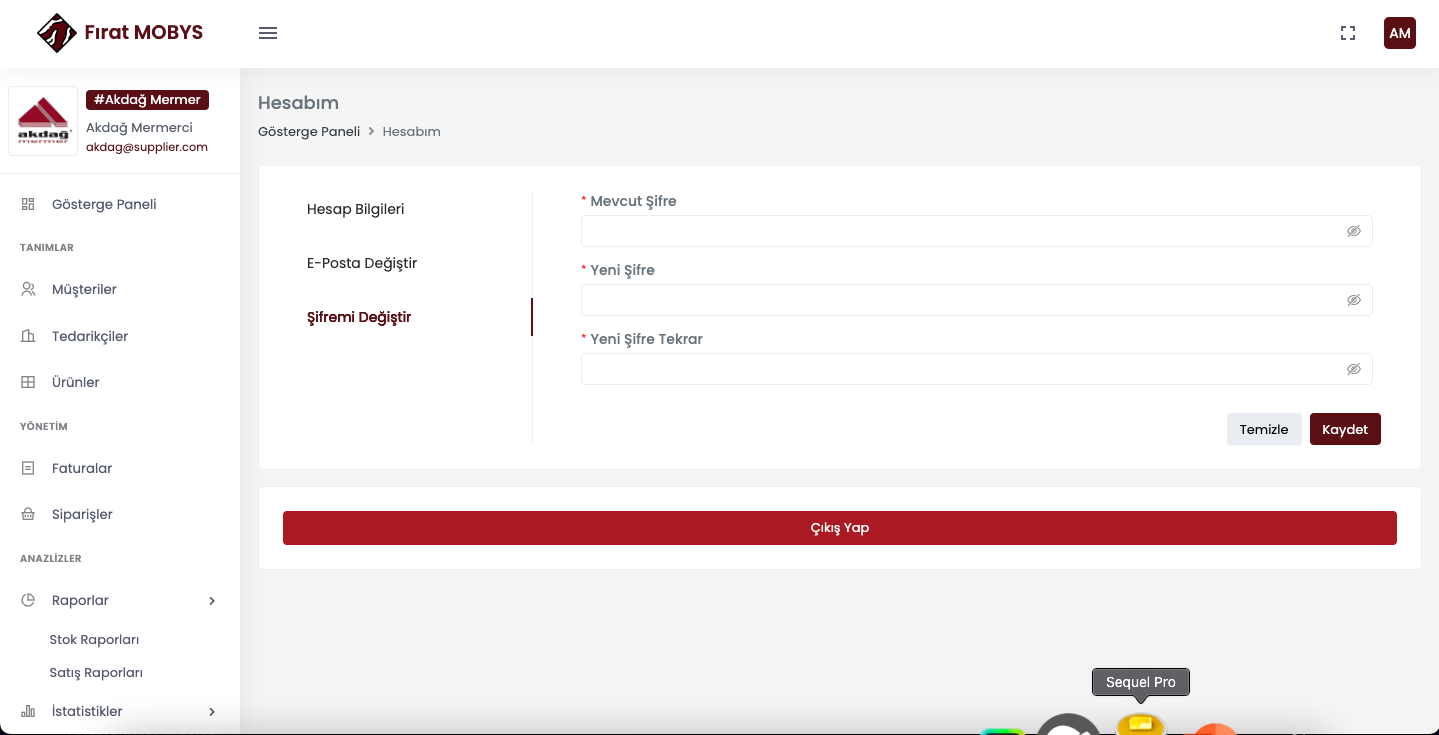 Fırat MOBYS
AM
#Akdağ Mermer
Akdağ Mermerci
akdag@supplier.com
akdağ
mermer
Gösterge Paneli
TANIMLAR
Müşteriler
Tedarikçiler
Ürünler
YÖNETİM
Faturalar
Siparişler
ANAZLİZLER
Raporlar
Stok Raporları
Satış Raporları
İstatistikler
Hesabım
Gösterge Paneli > Hesabım
Hesap Bilgileri
E-Posta Değiştir
Şifremi Değiştir
* Mevcut Şifre
* Yeni Şifre
* Yeni Şifre Tekrar
Temizle Kaydet
Çıkış Yap
Sequel Pro